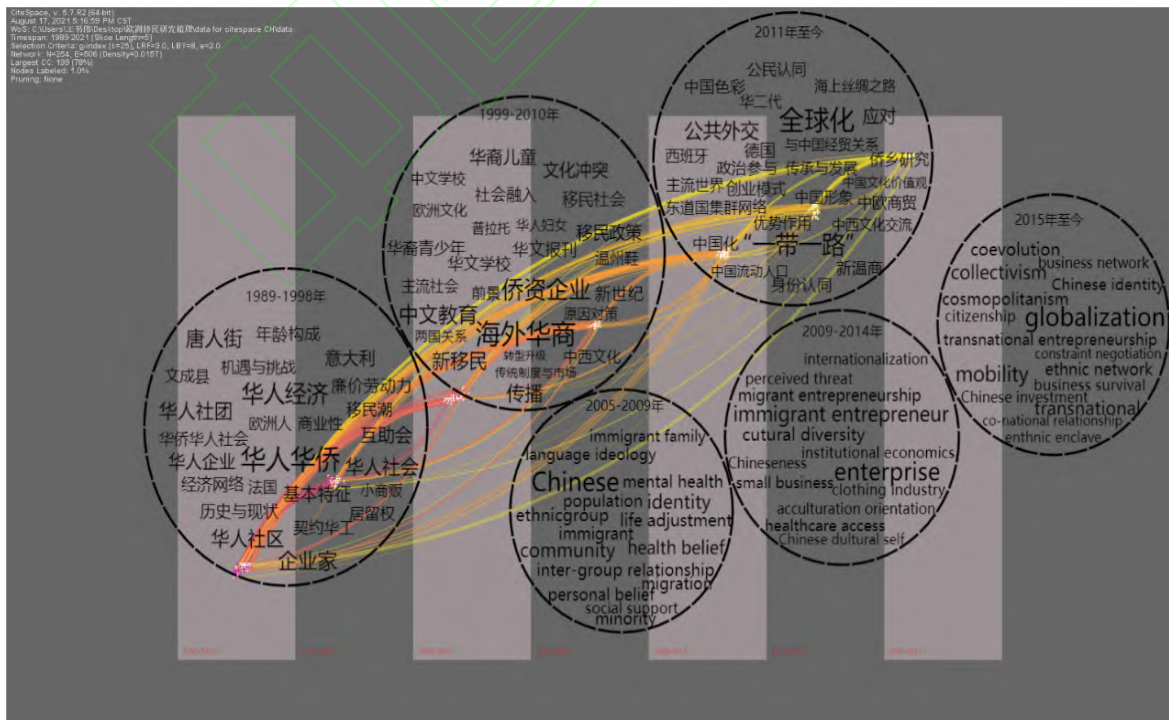 CiteSpace, v. 5.7.R2 (64-bit)
August 17, 2021 5:16:59 PM CST
Timespan: 1989-2021 (Slice Length=5)
Selection Criteria: g-index (k=25), LRF=3.0, LBY=8, e=2.0
Network: N=254, E=506 (Density=0.0157)
Largest CC: 199 (78%)
Nodes Labeled: 1.0%
Pruning: None
1989-1998年
唐人街 年龄构成
机遇与挑战 意大利
文成县
华人经济 廉价劳动力
华人社团 移民潮
欧洲人 商业性
华侨华人社会 互助会
华人企业 华人华侨 华人社会
经济网络 法国 基本特征 小商贩
历史与现状 居留权
华人社区 契约华工
企业家
1999-2010年
华裔儿童 文化冲突
中文学校
社会融入 移民社会
欧洲文化
普拉托 华人妇女 移民政策
华裔青少年 华文报刊
华文学校 温州鞋
主流社会 前景 侨资企业 新世纪
中文教育 原因对策
两国关系 海外华商
新移民 转型升级 中西文化
传统制度与市场
传播
2011年至今
公民认同
中国色彩 海上丝绸之路
华二代
公共外交 全球化 应对
德国 与中国经贸关系
西班牙 政治参与 传承与发展 侨乡研究
主流世界 创业模式 中国文化价值观
东道国集群网络 中国形象 中欧商贸
优势作用 中西文化交流
中国化 “一带一路”
中国流动人口 新温商
身份认同
2005-2009年
immigrant family
language ideology
Chinese mental health
population identity
ethnicgroup life adjustment
immigrant
community health belief
inter-group relationship
migration
personal belief
social support
minority
2009-2014年
internationalization
perceived threat
migrant entrepreneurship
immigrant entrepreneur
cutural diversity
institutional economics
Chineseness
enterprise
small business
clothing industry
acculturation orientation
healthcare access
Chinese dultural self
2015年至今
coevolution
business network
collectivism
Chinese identity
cosmopolitanism
citizenship globalization
transnational entrepreneurship
constraint negotiation
mobility ethnic network
business survival
Chinese investment
transnational
co-national relationship
enthnic enclave